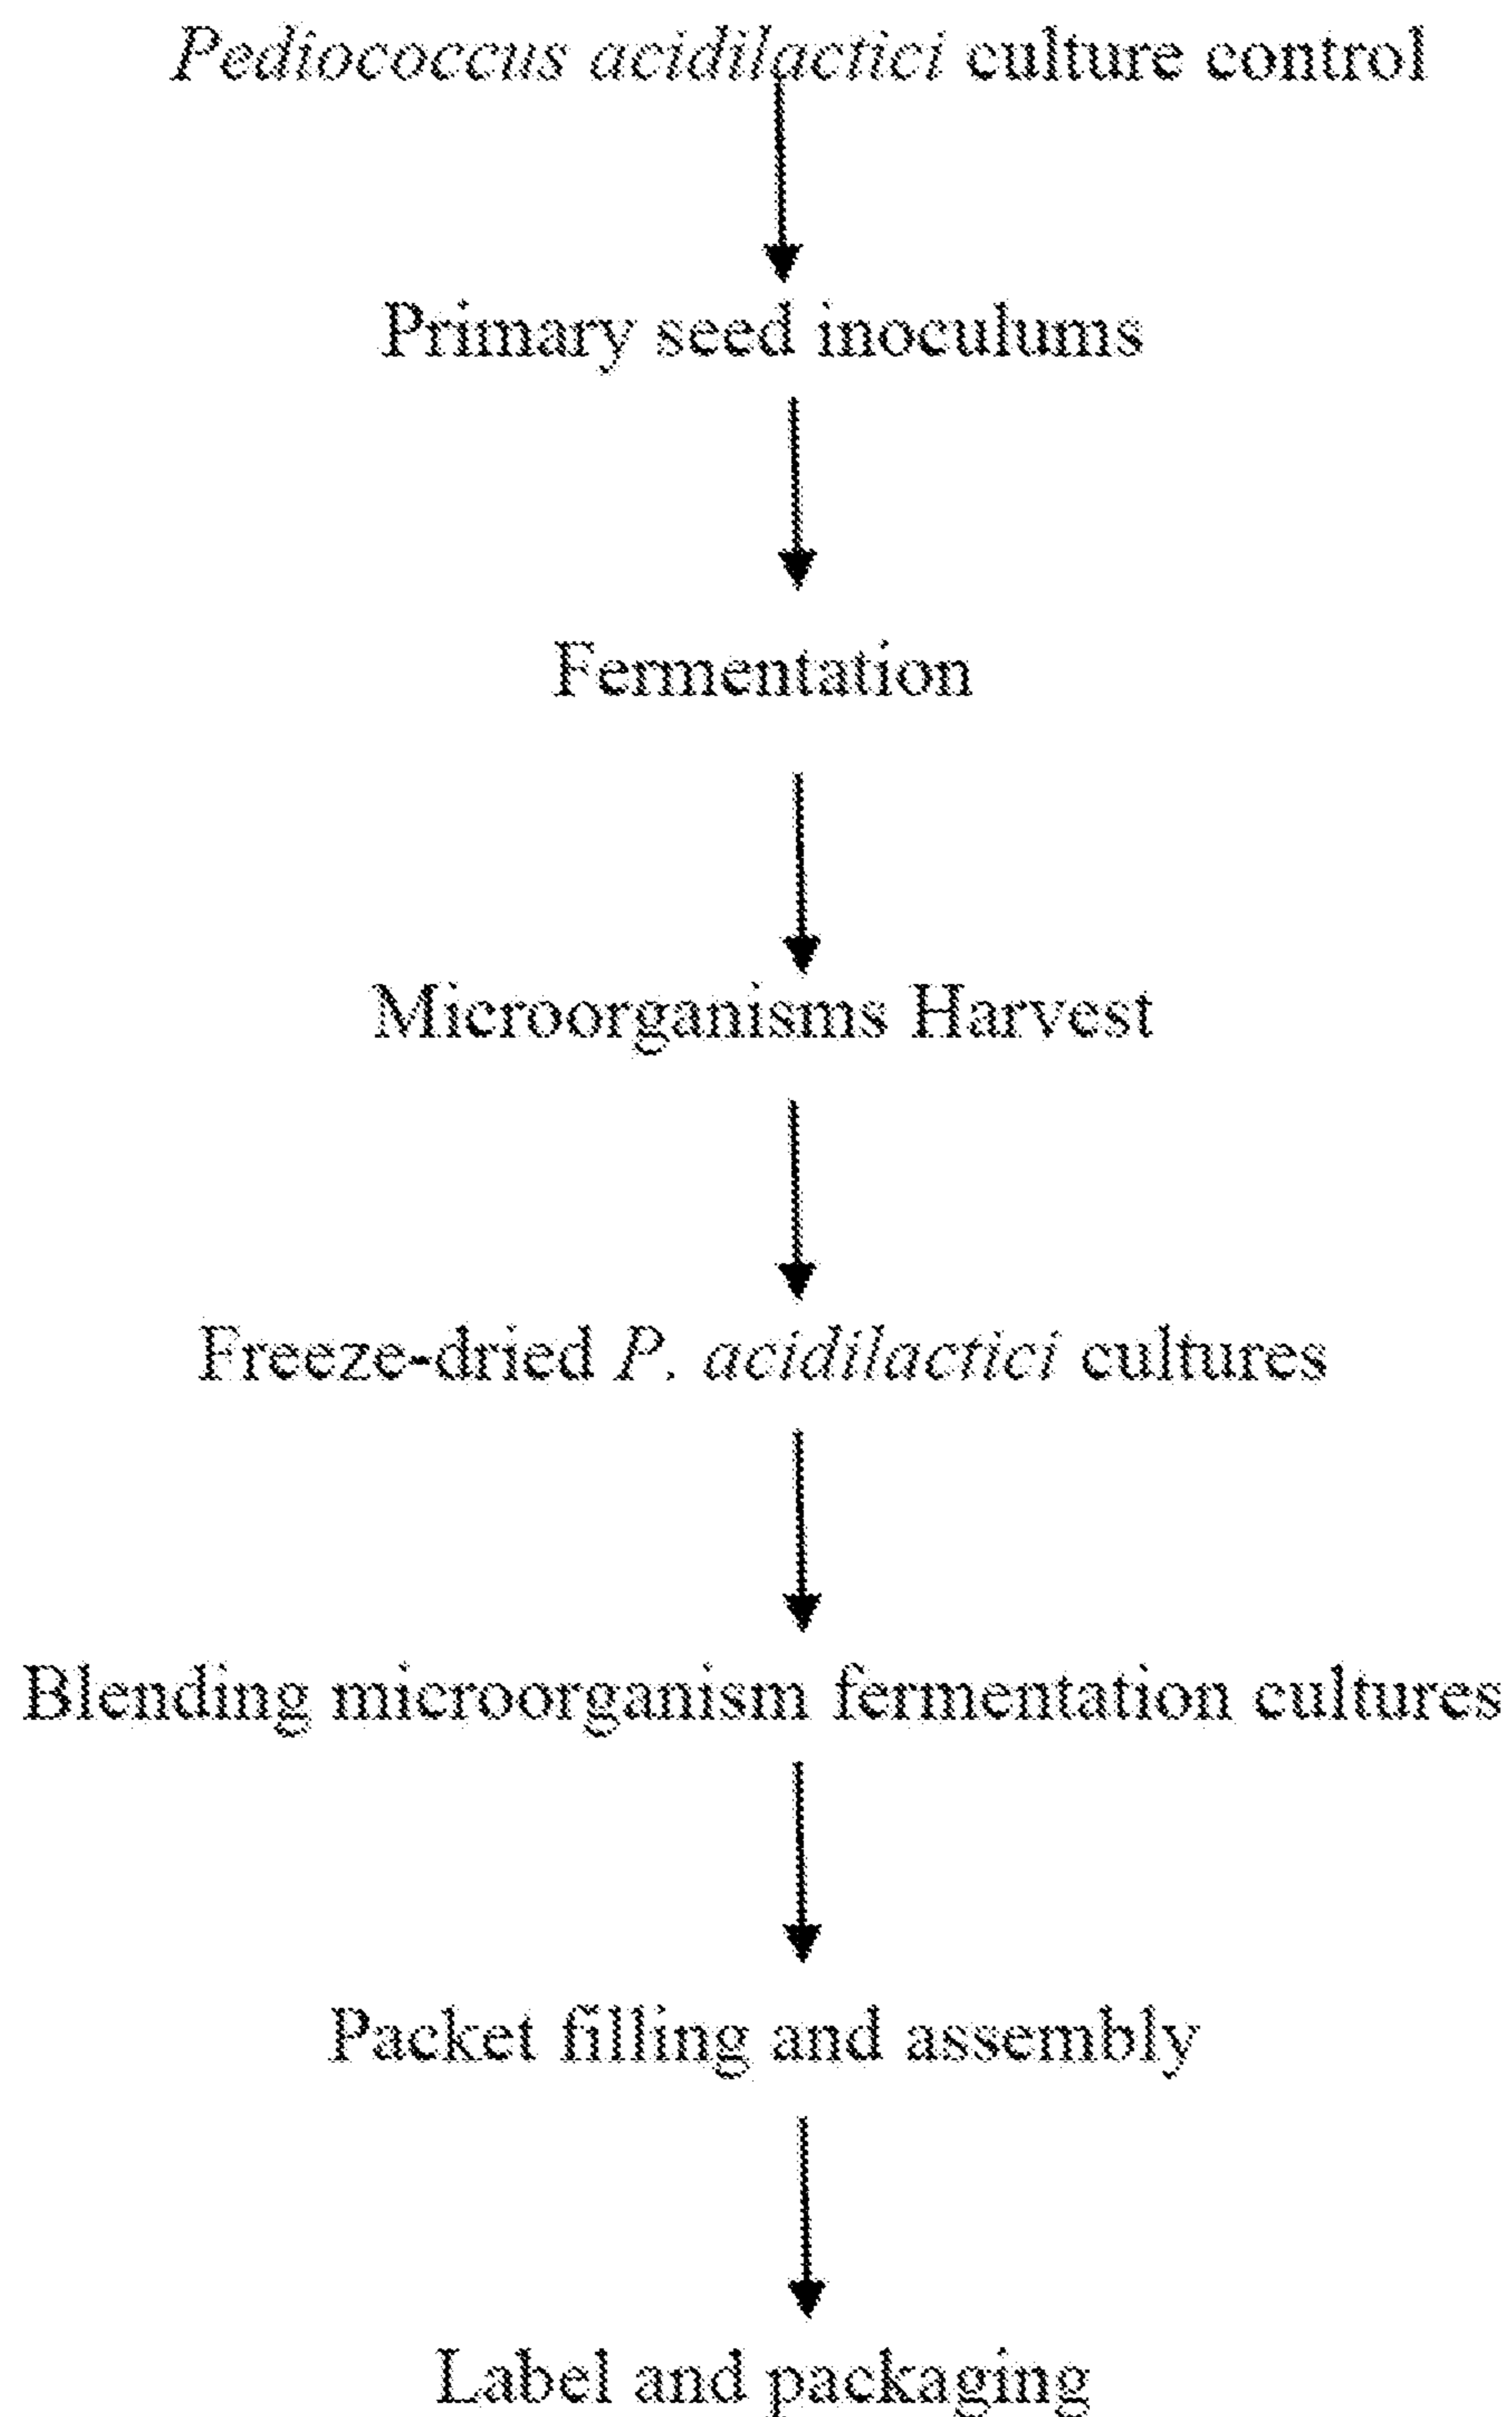 Pediococcus acidilactici culture control
Primary seed inoculums
Fermentation
Microorganisms Harvest
Freeze-dried P. acidilactici cultures
Blending microorganism fermentation cultures
Packet filling and assembly
Label and packaging